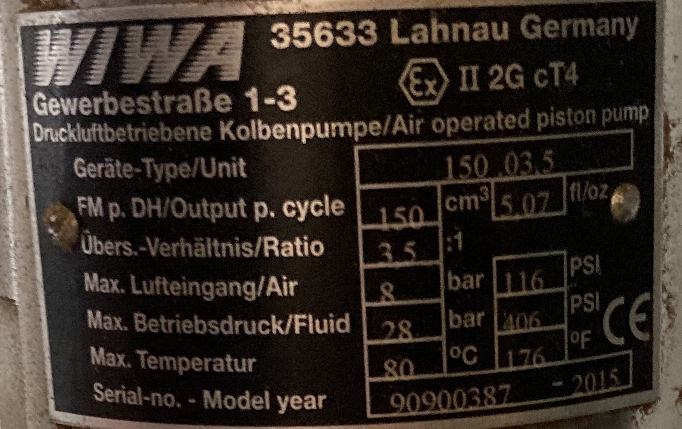 WIWA 35633 Lahnau Germany
Gewerbestraße 1-3 Ex II 2G cT4
Druckluftbetriebene Kolbenpumpe/Air operated piston pump
Geräte-Type/Unit 150.03.5
FM p. DH/Output p. cycle 150 cm³ 5.07 fl/oz
Übers.-Verhältnis/Ratio 3.5 :1
Max. Lufteingang/Air 8 bar 116 PSI
Max. Betriebsdruck/Fluid 28 bar 406 PSI
Max. Temperatur 80 °C 176 °F CE
Serial-no. - Model year 90900387 - 2015